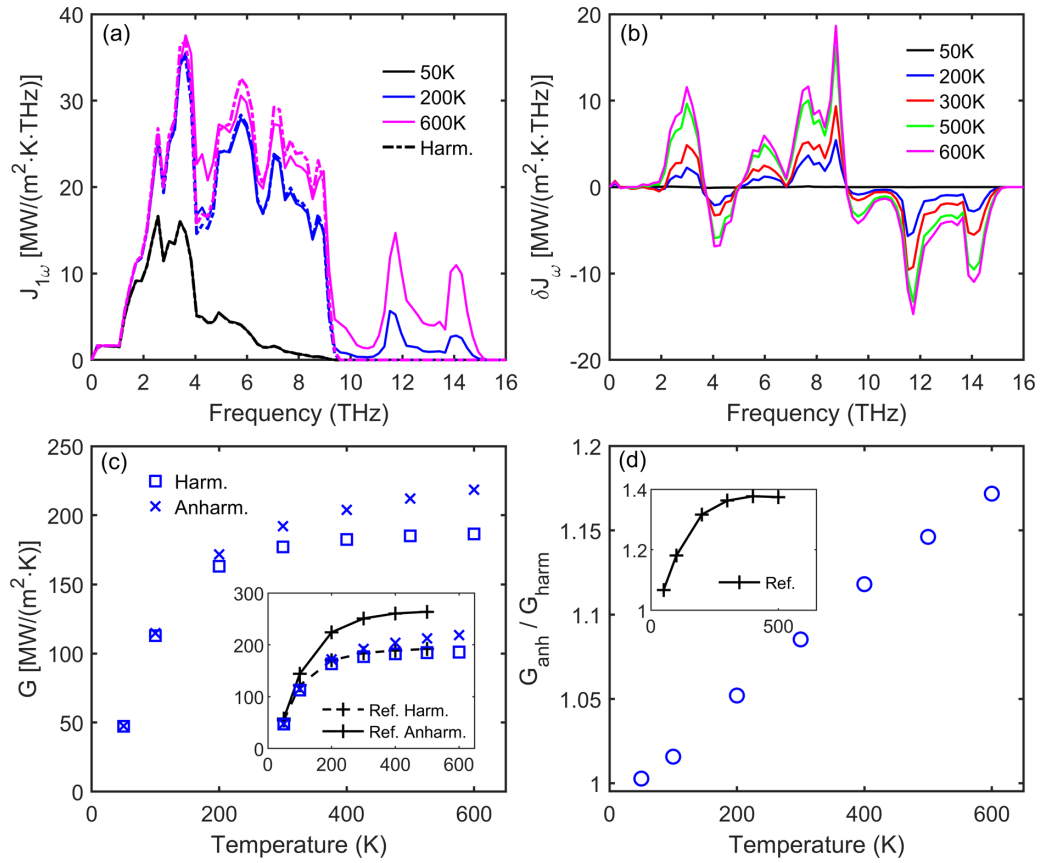 (a)
40
30
20
10
0
J1ω [MW/(m²·K·THz)]
50K
200K
600K
Harm.
0 2 4 6 8 10 12 14 16
Frequency (THz)
(b)
20
10
0
-10
-20
δJω [MW/(m²·K·THz)]
50K
200K
300K
500K
600K
0 2 4 6 8 10 12 14 16
Frequency (THz)
(c)
250
200
150
100
50
0
G [MW/(m²·K)]
Harm.
Anharm.
300
200
100
0
Ref. Harm.
Ref. Anharm.
0 200 400 600
0 200 400 600
Temperature (K)
(d)
1.2
1.15
1.1
1.05
1
Ganh / Gharm
1.4
1.2
1
Ref.
0 500
0 200 400 600
Temperature (K)